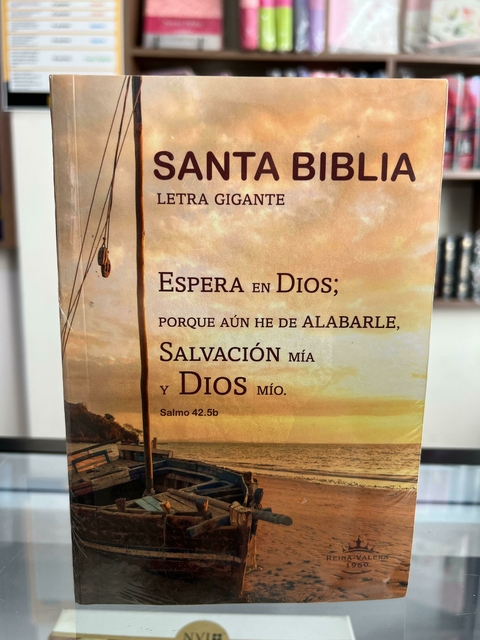 SANTA BIBLIA
LETRA GIGANTE
ESPERA EN DIOS;
PORQUE AÚN HE DE ALABARLE,
SALVACIÓN MÍA
Y DIOS MÍO.
Salmo 42.5b
REINA-VALERA
1960
NVI